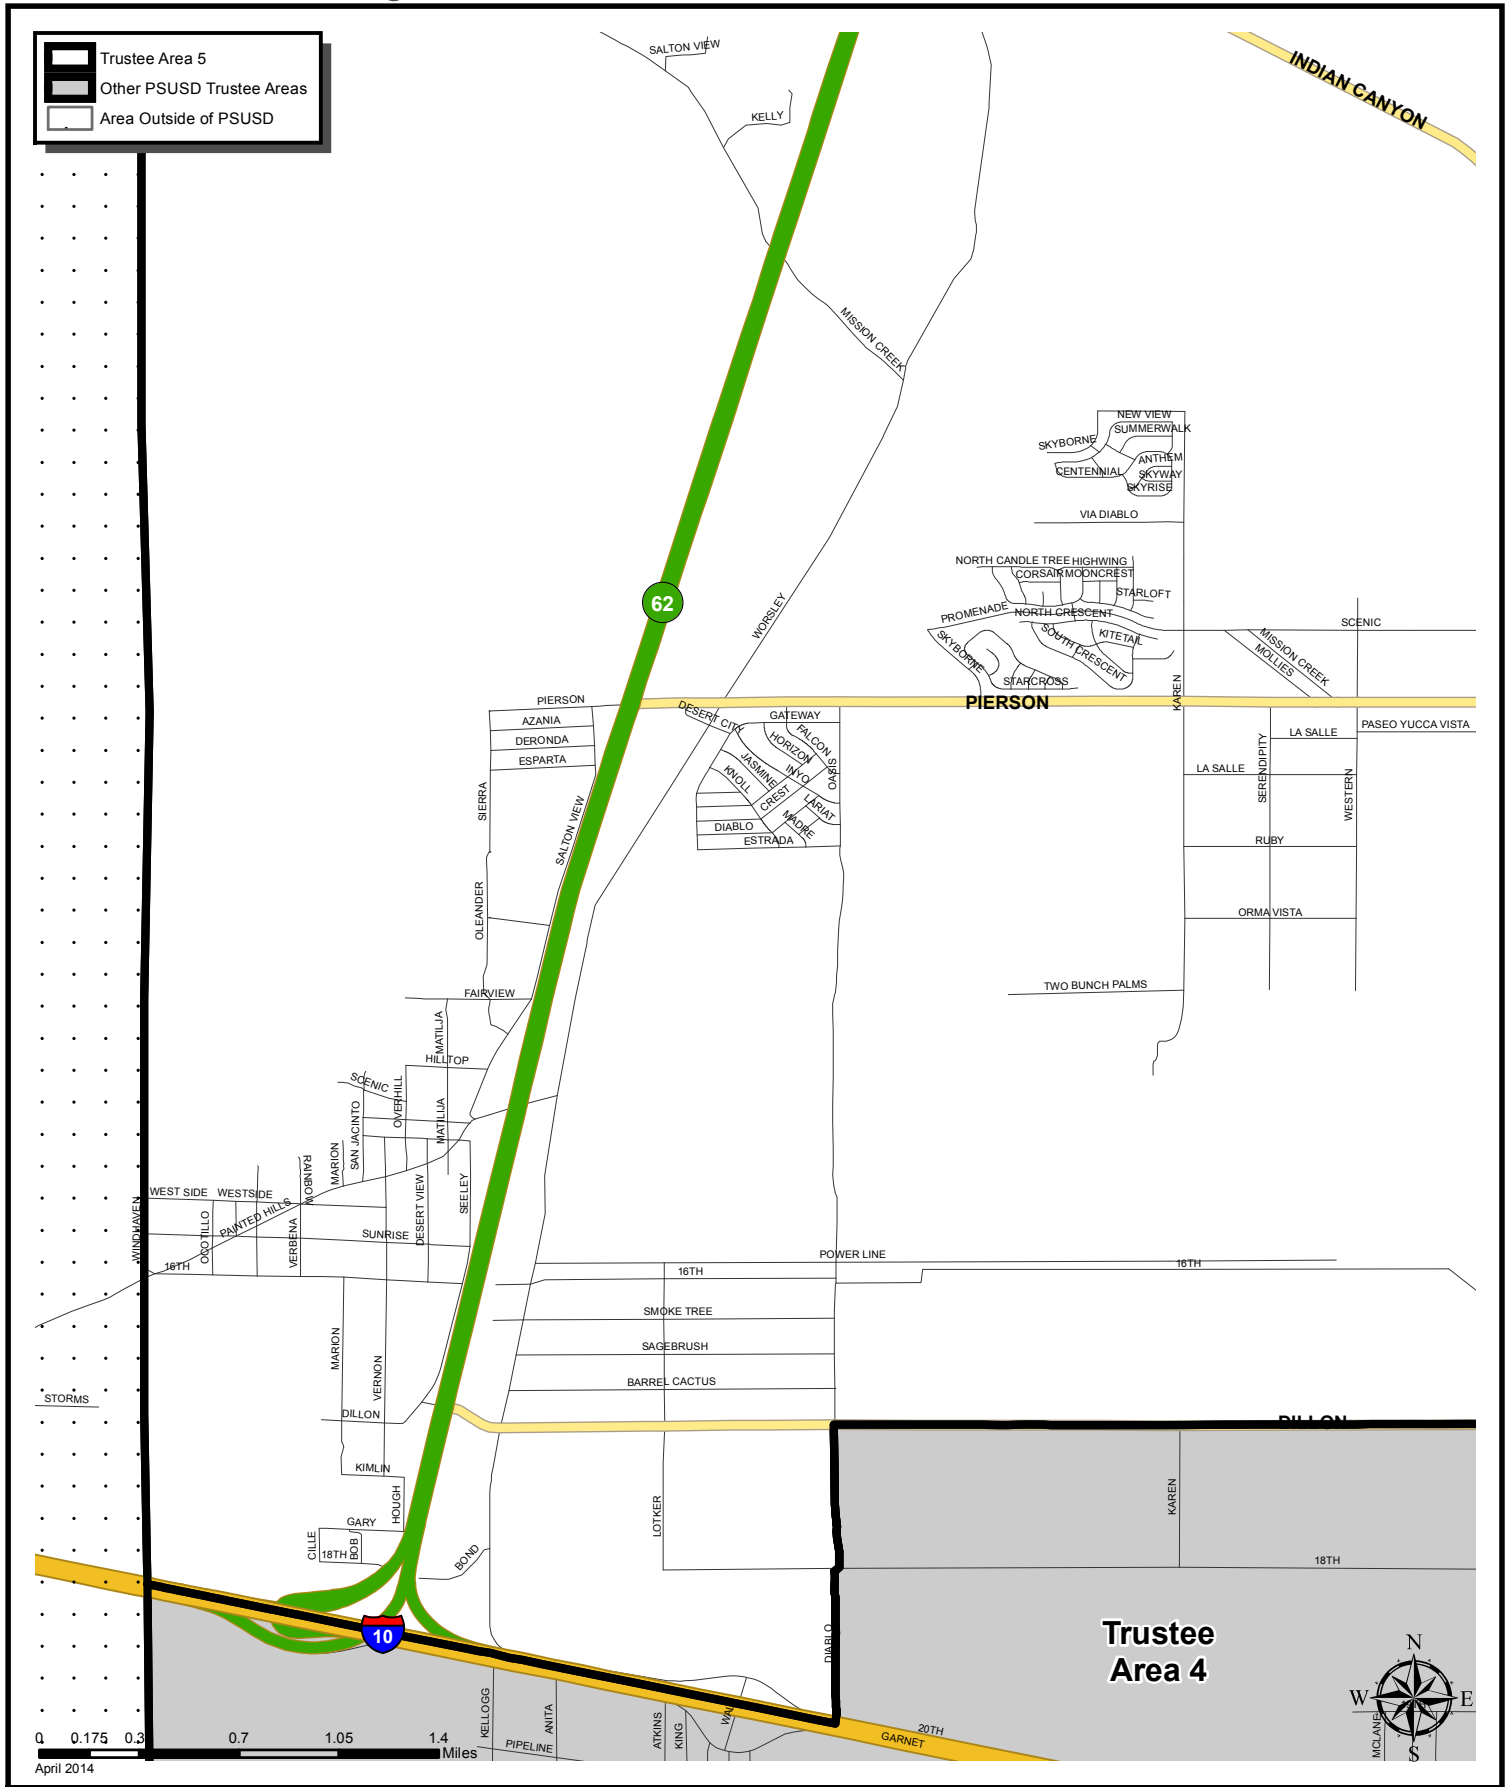 Trustee Area 5
Other PSUSD Trustee Areas
Area Outside of PSUSD
SALTON VIEW
KELLY
INDIAN CANYON
MISSION CREEK
NEW VIEW
SUMMERWALK
SKYBORNE
ANTHEM
CENTENNIAL
SKYWAY
SKYRISE
VIA DIABLO
NORTH CANDLE TREE
HIGHWING
CORSAIR
MOONCREST
STARLOFT
62
WORSLEY
PROMENADE
NORTH CRESCENT
SCENIC
SKYBORNE
SOUTH CRESCENT
KITETAIL
MISSION CREEK
MOLLIES
STARCROSS
KAREN
PIERSON
PIERSON
AZANIA
DERONDA
ESPARTA
DESERT CITY
GATEWAY
FALCON
HORIZON
OASIS
JASMINE
INYO
KNOLL
CREST
LARIAT
MADRE
DIABLO
ESTRADA
LA SALLE
PASEO YUCCA VISTA
LA SALLE
SERENDIPITY
WESTERN
RUBY
ORMA VISTA
TWO BUNCH PALMS
SIERRA
SALTON VIEW
OLEANDER
FAIRVIEW
MATILJA
HILLTOP
SCENIC
OVERHILL
SAN JACINTO
MATILIJA
MARION
RAINBOW
WEST SIDE
WESTSIDE
PAINTED HILLS
WINDHAVEN
OCOTILLO
VERBENA
SUNRISE
DESERT VIEW
SEELEY
16TH
POWER LINE
16TH
16TH
SMOKE TREE
SAGEBRUSH
BARREL CACTUS
MARION
VERNON
STORMS
DILLON
DILLON
KIMLIN
HOUGH
GARY
CILLE
BOB
18TH
BOND
LOTKER
KAREN
18TH
10
DIABLO
Trustee
Area 4
N
W
E
S
KELLOGG
ANITA
PIPELINE
ATKINS
KING
20TH
GARNET
MCLANE
0 0.175 0.35 0.7 1.05 1.4
Miles
April 2014